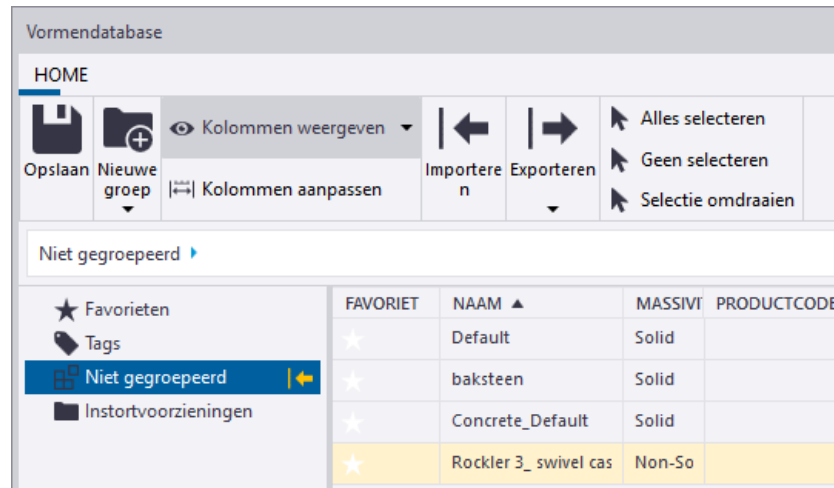 Vormendatabase
HOME
Opslaan
Nieuwe
groep
Kolommen weergeven
Kolommen aanpassen
Importere
n
Exporteren
Alles selecteren
Geen selecteren
Selectie omdraaien
Niet gegroepeerd
Favorieten
Tags
Niet gegroepeerd
Instortvoorzieningen
FAVORIET NAAM MASSIVI PRODUCTCODE
Default Solid
baksteen Solid
Concrete_Default Solid
Rockler 3_ swivel cas Non-So